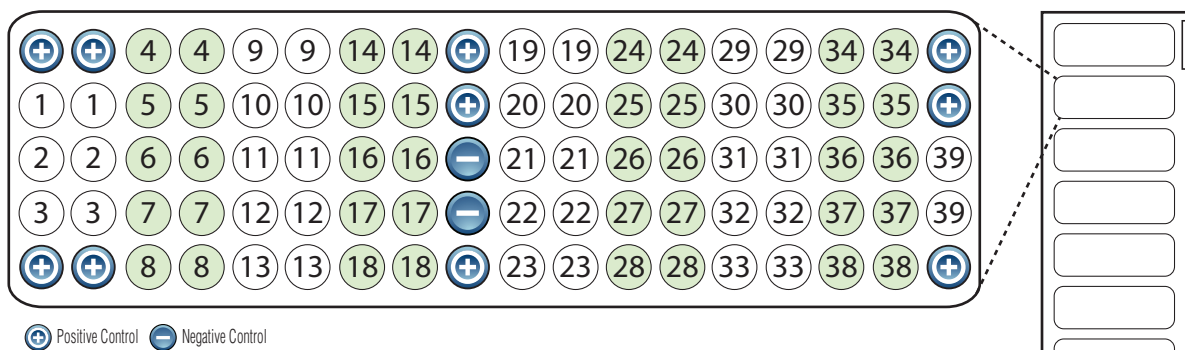 4 4 9 9 14 14 19 19 24 24 29 29 34 34
1 1 5 5 10 10 15 15 20 20 25 25 30 30 35 35
2 2 6 6 11 11 16 16 21 21 26 26 31 31 36 36 39
3 3 7 7 12 12 17 17 22 22 27 27 32 32 37 37 39
8 8 13 13 18 18 23 23 28 28 33 33 38 38
Positive Control Negative Control